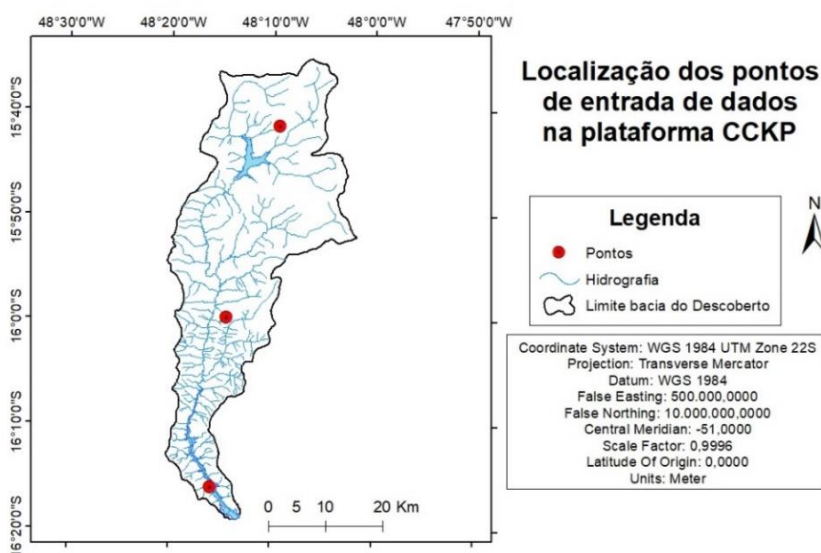 48°30'0"W 48°20'0"W 48°10'0"W 48°0'0"W 47°50'0"W
15°40'0"S
15°50'0"S
16°0'0"S
16°10'0"S
16°20'0"S
0 5 10 20 Km
Localização dos pontos
de entrada de dados
na plataforma CCKP
N
Legenda
Pontos
Hidrografia
Limite bacia do Descoberto
Coordinate System: WGS 1984 UTM Zone 22S
Projection: Transverse Mercator
Datum: WGS 1984
False Easting: 500.000,0000
False Northing: 10.000.000,0000
Central Meridian: -51,0000
Scale Factor: 0,9996
Latitude Of Origin: 0,0000
Units: Meter